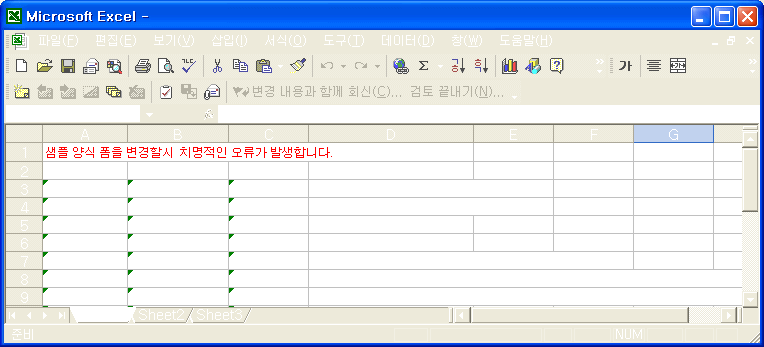 Microsoft Excel -
파일(F) 편집(E) 보기(V) 삽입(I) 서식(O) 도구(T) 데이터(D) 창(W) 도움말(H)
가
변경 내용과 함께 회신(C)... 검토 끝내기(N)...
A B C D E F G
1 샘플 양식 폼을 변경할시 치명적인 오류가 발생합니다.
2
3
4
5
6
7
8
9
Sheet2 Sheet3
준비 NUM